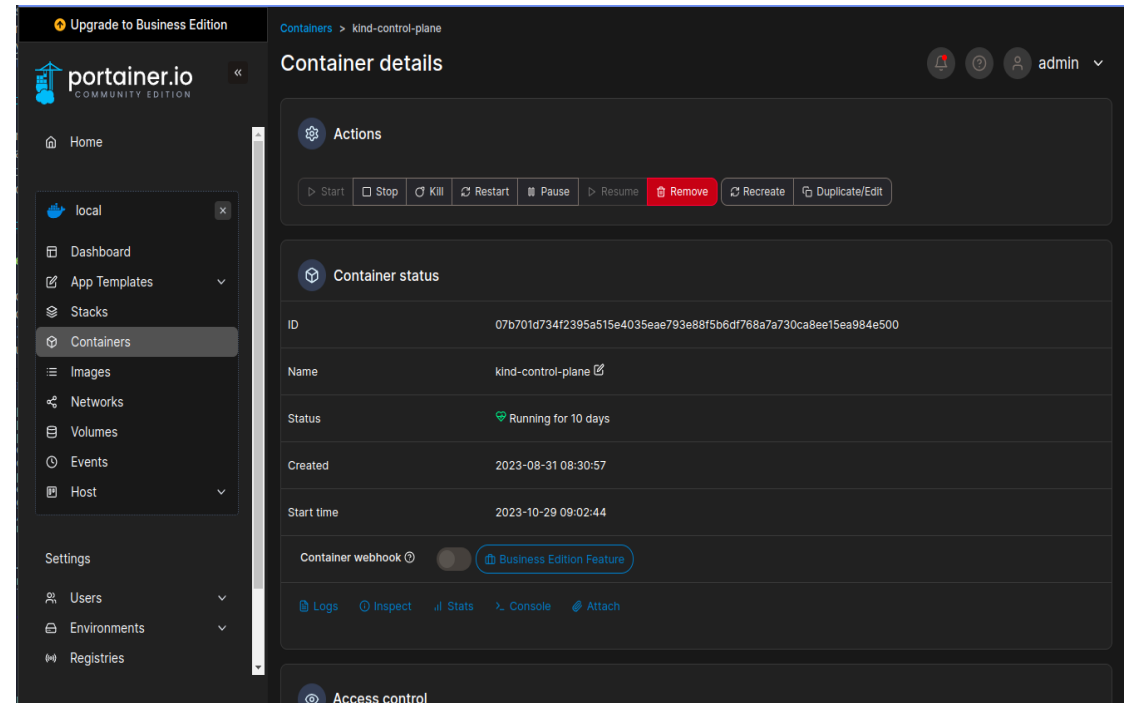 Upgrade to Business Edition
portainer.io
COMMUNITY EDITION
Home
local
Dashboard
App Templates
Stacks
Containers
Images
Networks
Volumes
Events
Host
Settings
Users
Environments
Registries
Containers > kind-control-plane
Container details
admin
Actions
Start Stop Kill Restart Pause Resume Remove Recreate Duplicate/Edit
Container status
ID 07b701d734f2395a515e4035eae793e88f5b6df768a7a730ca8ee15ea984e500
Name kind-control-plane
Status Running for 10 days
Created 2023-08-31 08:30:57
Start time 2023-10-29 09:02:44
Container webhook Business Edition Feature
Logs Inspect Stats Console Attach
Access control